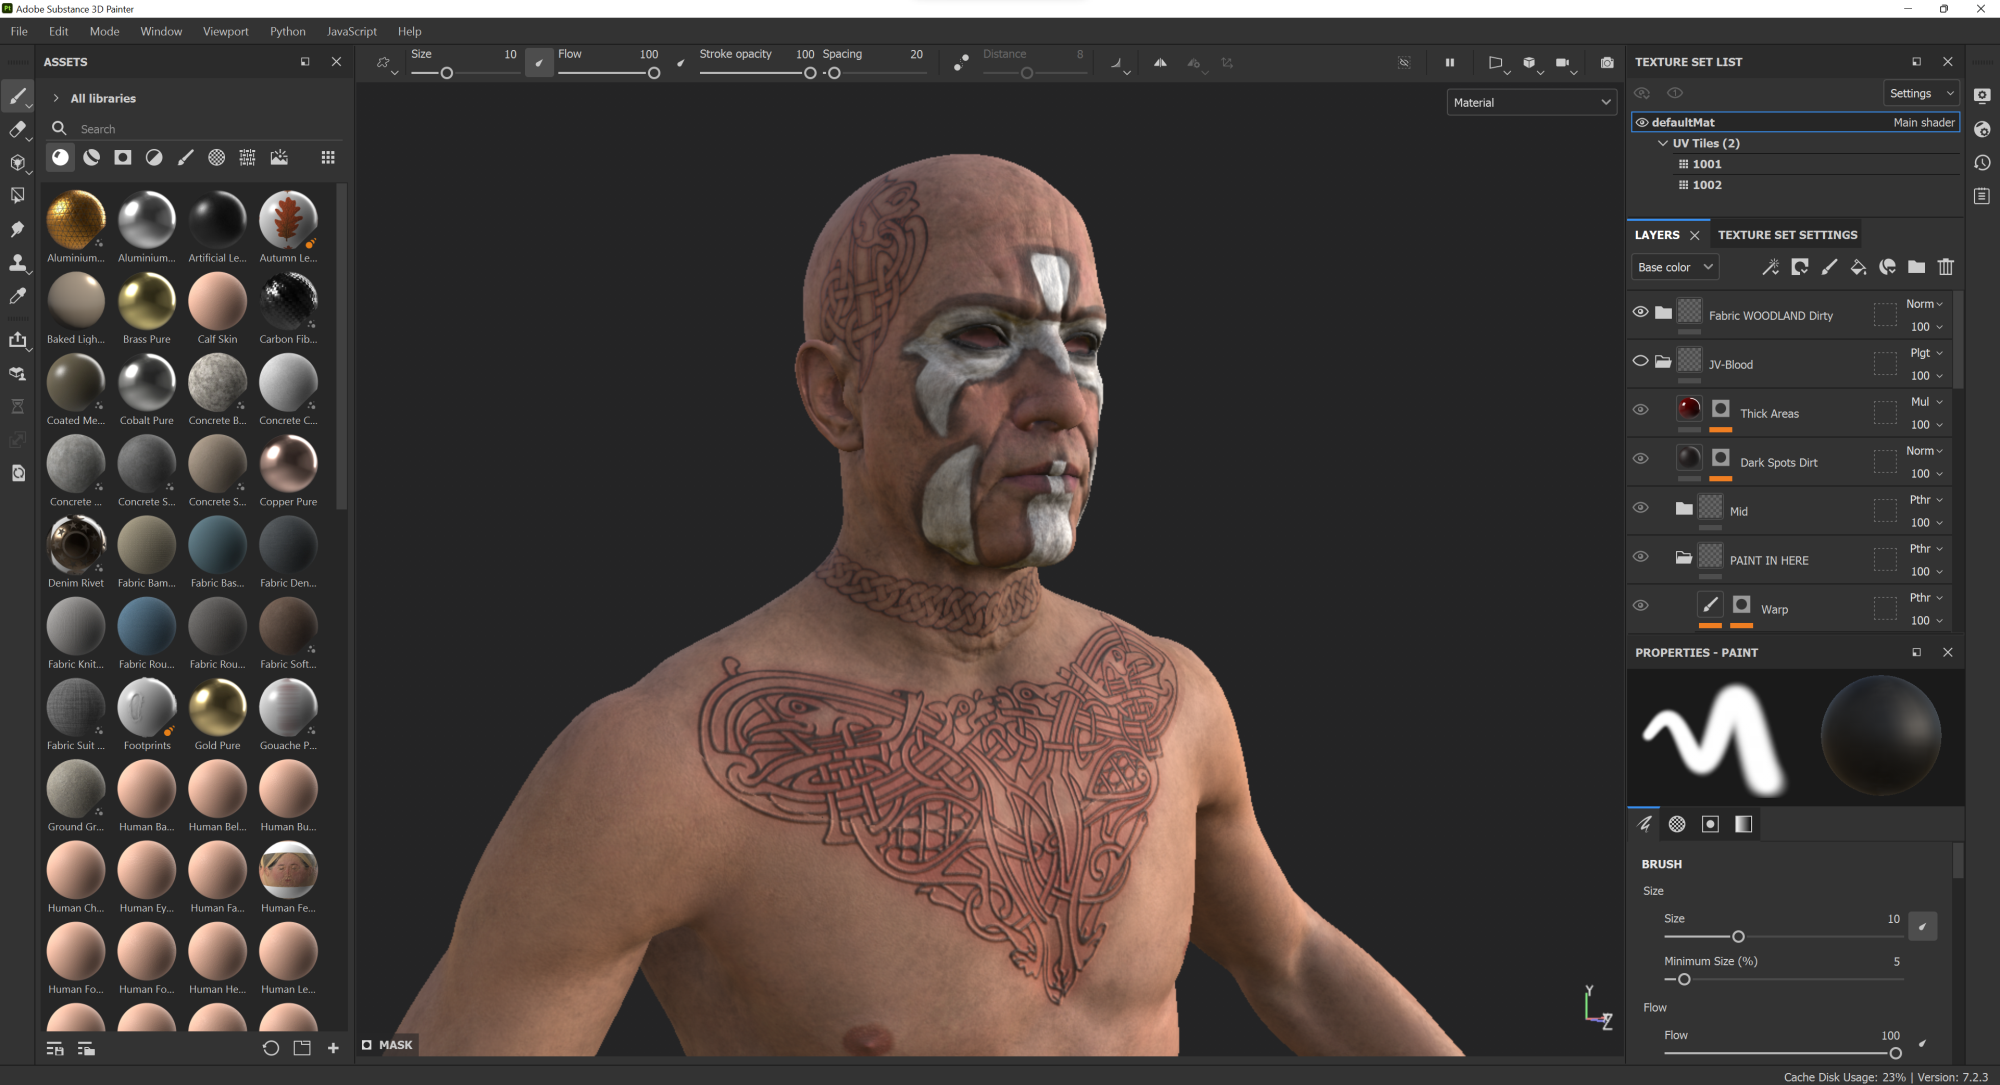 Adobe Substance 3D Painter
File Edit Mode Window Viewport Python JavaScript Help
ASSETS
All libraries
Search
Aluminium... Aluminium... Artificial Le... Autumn Le...
Baked Ligh... Brass Pure Calf Skin Carbon Fib...
Coated Me... Cobalt Pure Concrete B... Concrete C...
Concrete ... Concrete S... Concrete S... Copper Pure
Denim Rivet Fabric Bam... Fabric Bas... Fabric Den...
Fabric Knit... Fabric Rou... Fabric Rou... Fabric Soft...
Fabric Suit ... Footprints Gold Pure Gouache P...
Ground Gr... Human Ba... Human Bel... Human Bu...
Human Ch... Human Ey... Human Fa... Human Fe...
Human Fo... Human Fo... Human He... Human Le...
Size 10 Flow 100 Stroke opacity 100 Spacing 20 Distance 8
Material
MASK
Y
Z
TEXTURE SET LIST
Settings
defaultMat Main shader
UV Tiles (2)
1001
1002
LAYERS TEXTURE SET SETTINGS
Base color
Fabric WOODLAND Dirty Norm
100
JV-Blood Plgt
100
Thick Areas Mul
100
Dark Spots Dirt Norm
100
Mid Pthr
100
PAINT IN HERE Pthr
100
Warp Pthr
100
PROPERTIES - PAINT
BRUSH
Size
Size 10
Minimum Size (%) 5
Flow
Flow 100
Cache Disk Usage: 23% | Version: 7.2.3